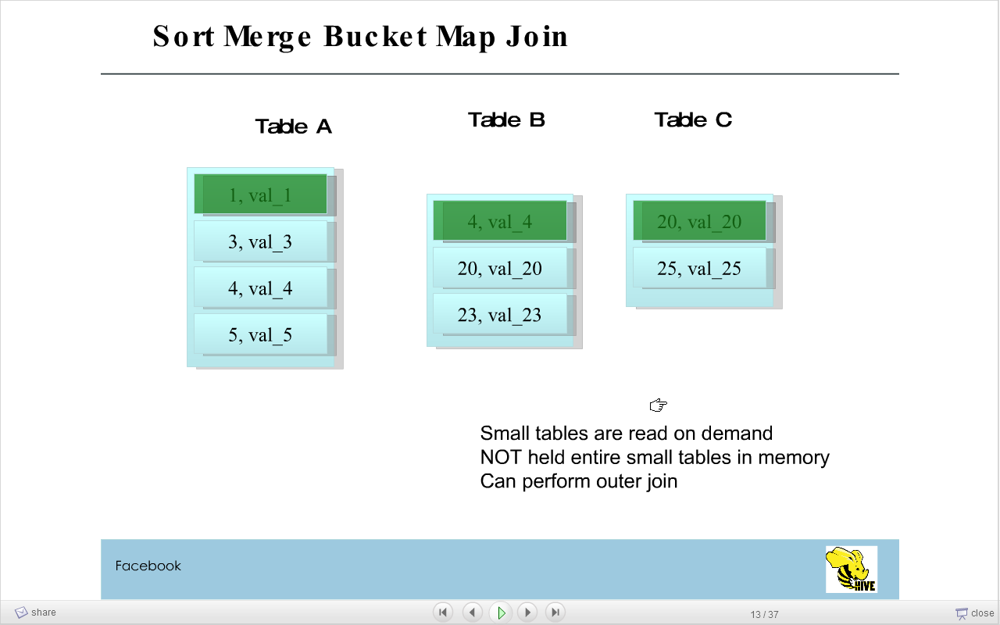 Sort Merge Bucket Map Join
Table A
Table B
Table C
1, val_1
3, val_3
4, val_4
5, val_5
4, val_4
20, val_20
23, val_23
20, val_20
25, val_25
Small tables are read on demand
NOT held entire small tables in memory
Can perform outer join
Facebook
HIVE
share
13 / 37
close